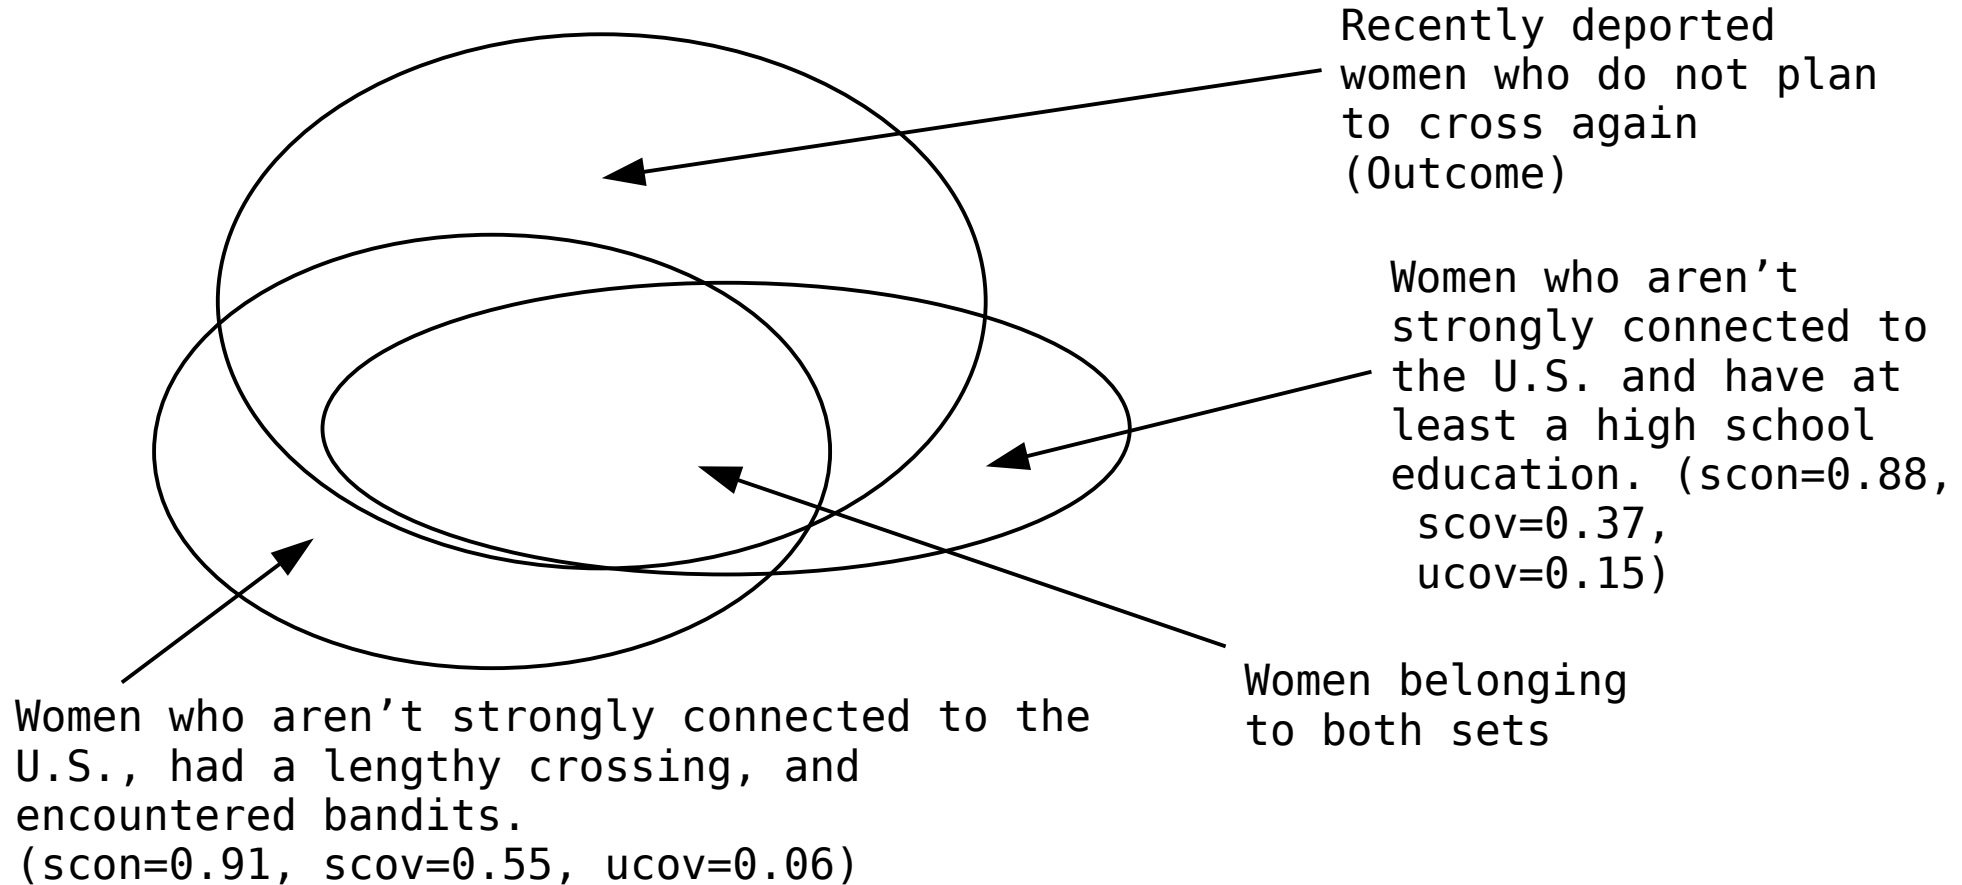 Recently deported
women who do not plan
to cross again
(Outcome)
Women who aren’t
strongly connected to
the U.S. and have at
least a high school
education. (scon=0.88,
scov=0.37,
ucov=0.15)
Women belonging
to both sets
Women who aren’t strongly connected to the
U.S., had a lengthy crossing, and
encountered bandits.
(scon=0.91, scov=0.55, ucov=0.06)